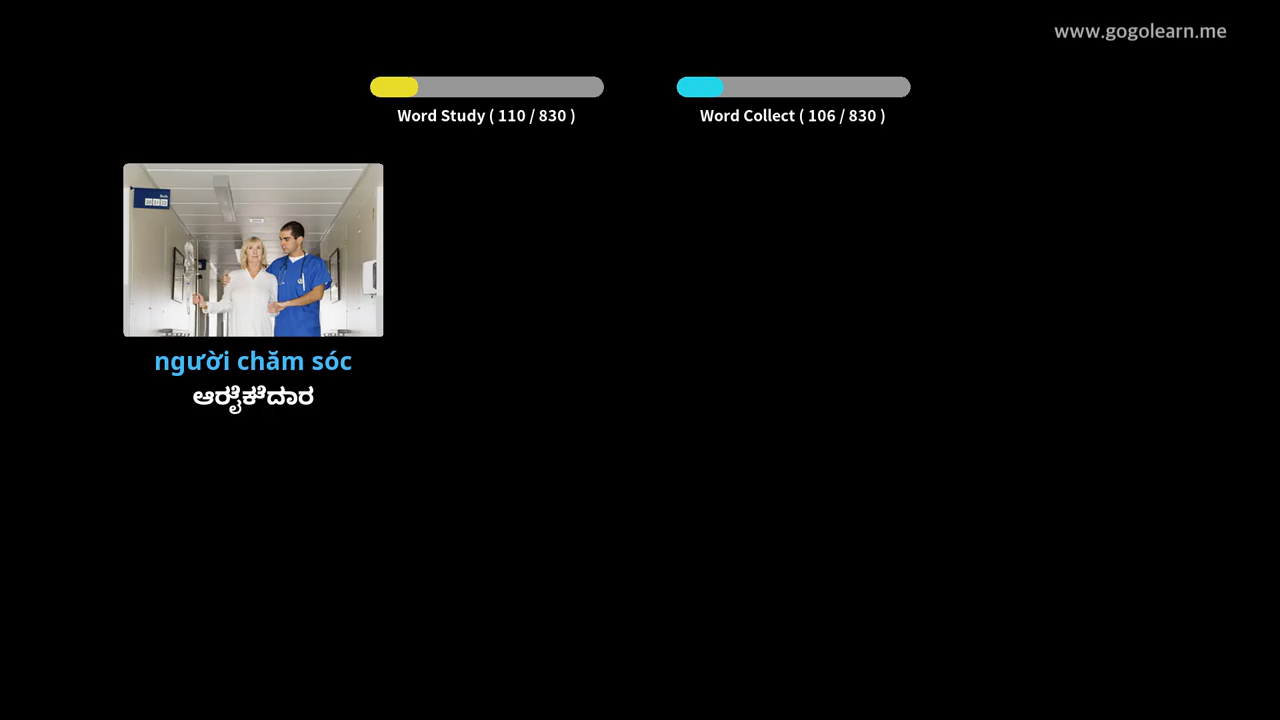 www.gogolearn.me
Word Study ( 110 / 830 )
Word Collect ( 106 / 830 )
người chăm sóc
ಆರೈಕೆದಾರ